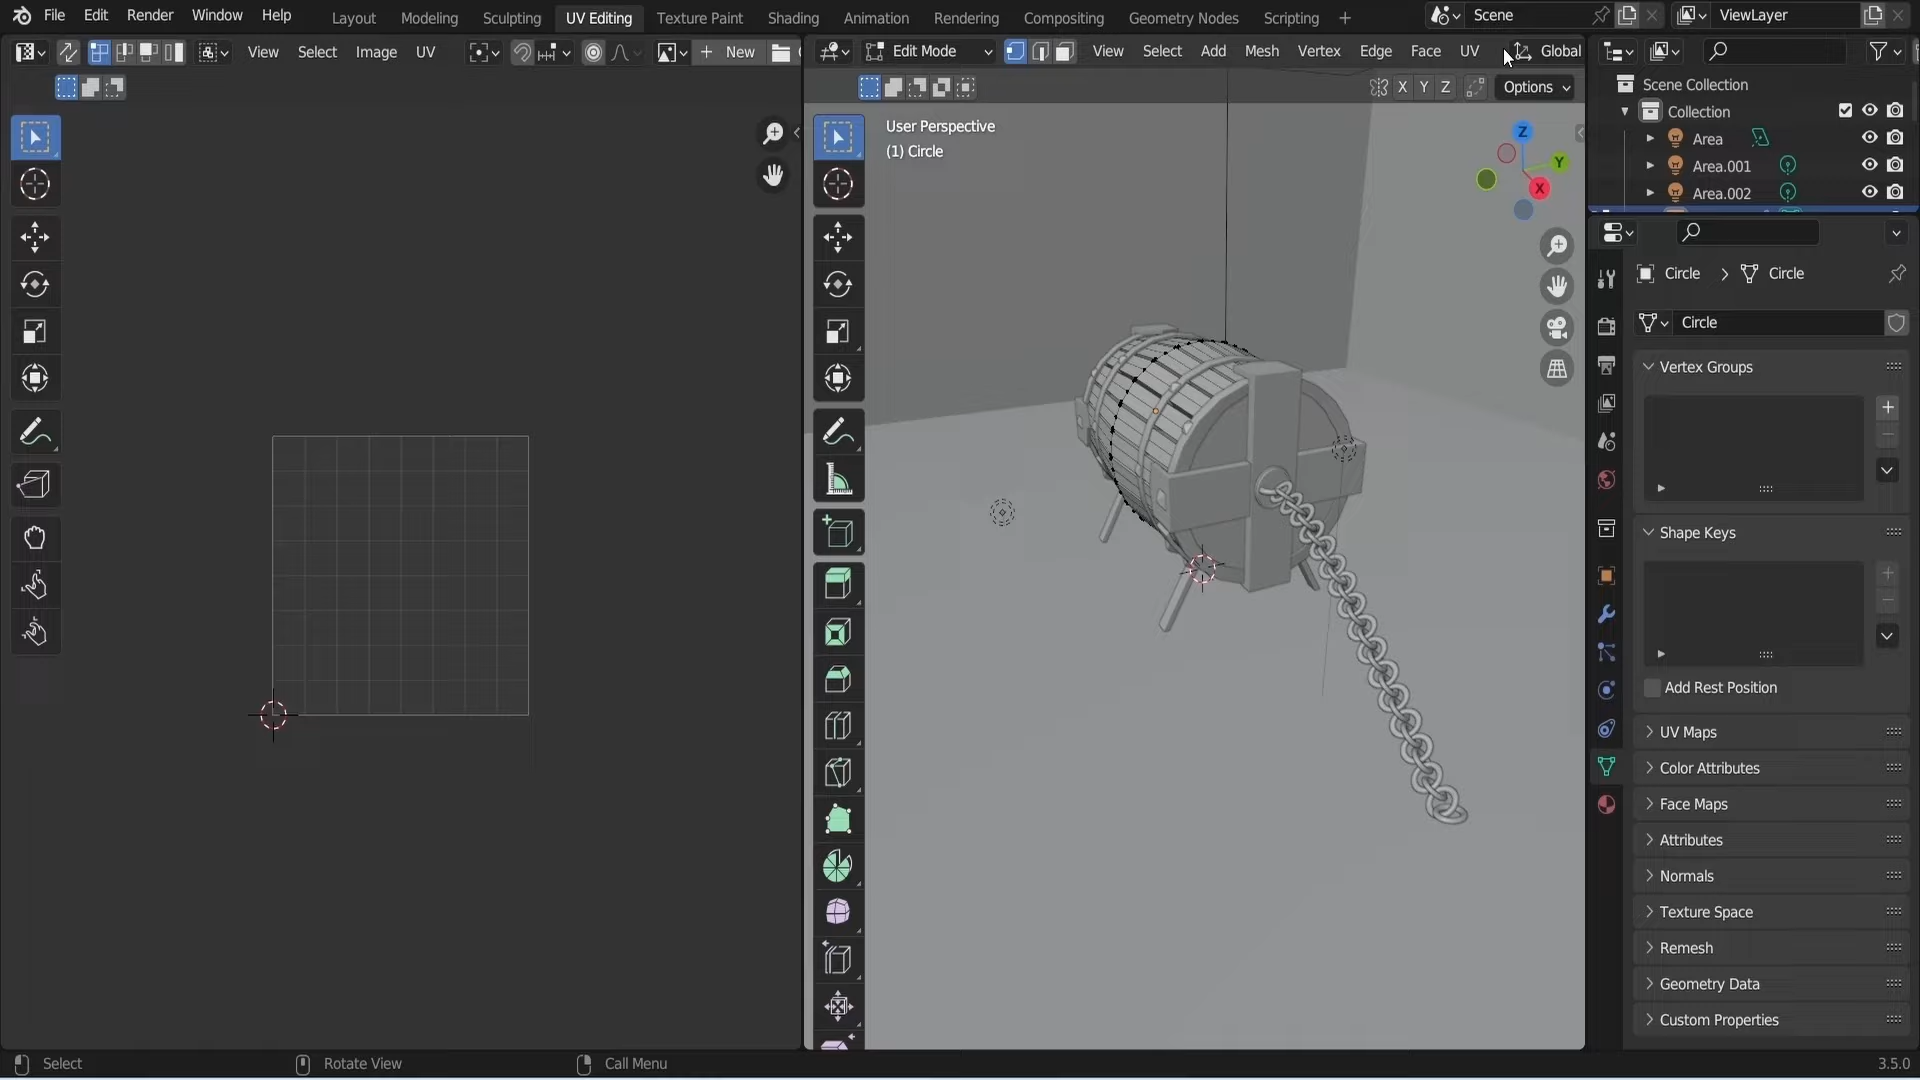 File Edit Render Window Help Layout Modeling Sculpting UV Editing Texture Paint Shading Animation Rendering Compositing Geometry Nodes Scripting + Scene ViewLayer
View Select Image UV + New Edit Mode View Select Add Mesh Vertex Edge Face UV Global
X Y Z Options
User Perspective
(1) Circle
Z
Y
X
Scene Collection
Collection
Area
Area.001
Area.002
Circle > Circle
Circle
Vertex Groups
Shape Keys
Add Rest Position
UV Maps
Color Attributes
Face Maps
Attributes
Normals
Texture Space
Remesh
Geometry Data
Custom Properties
Select Rotate View Call Menu 3.5.0